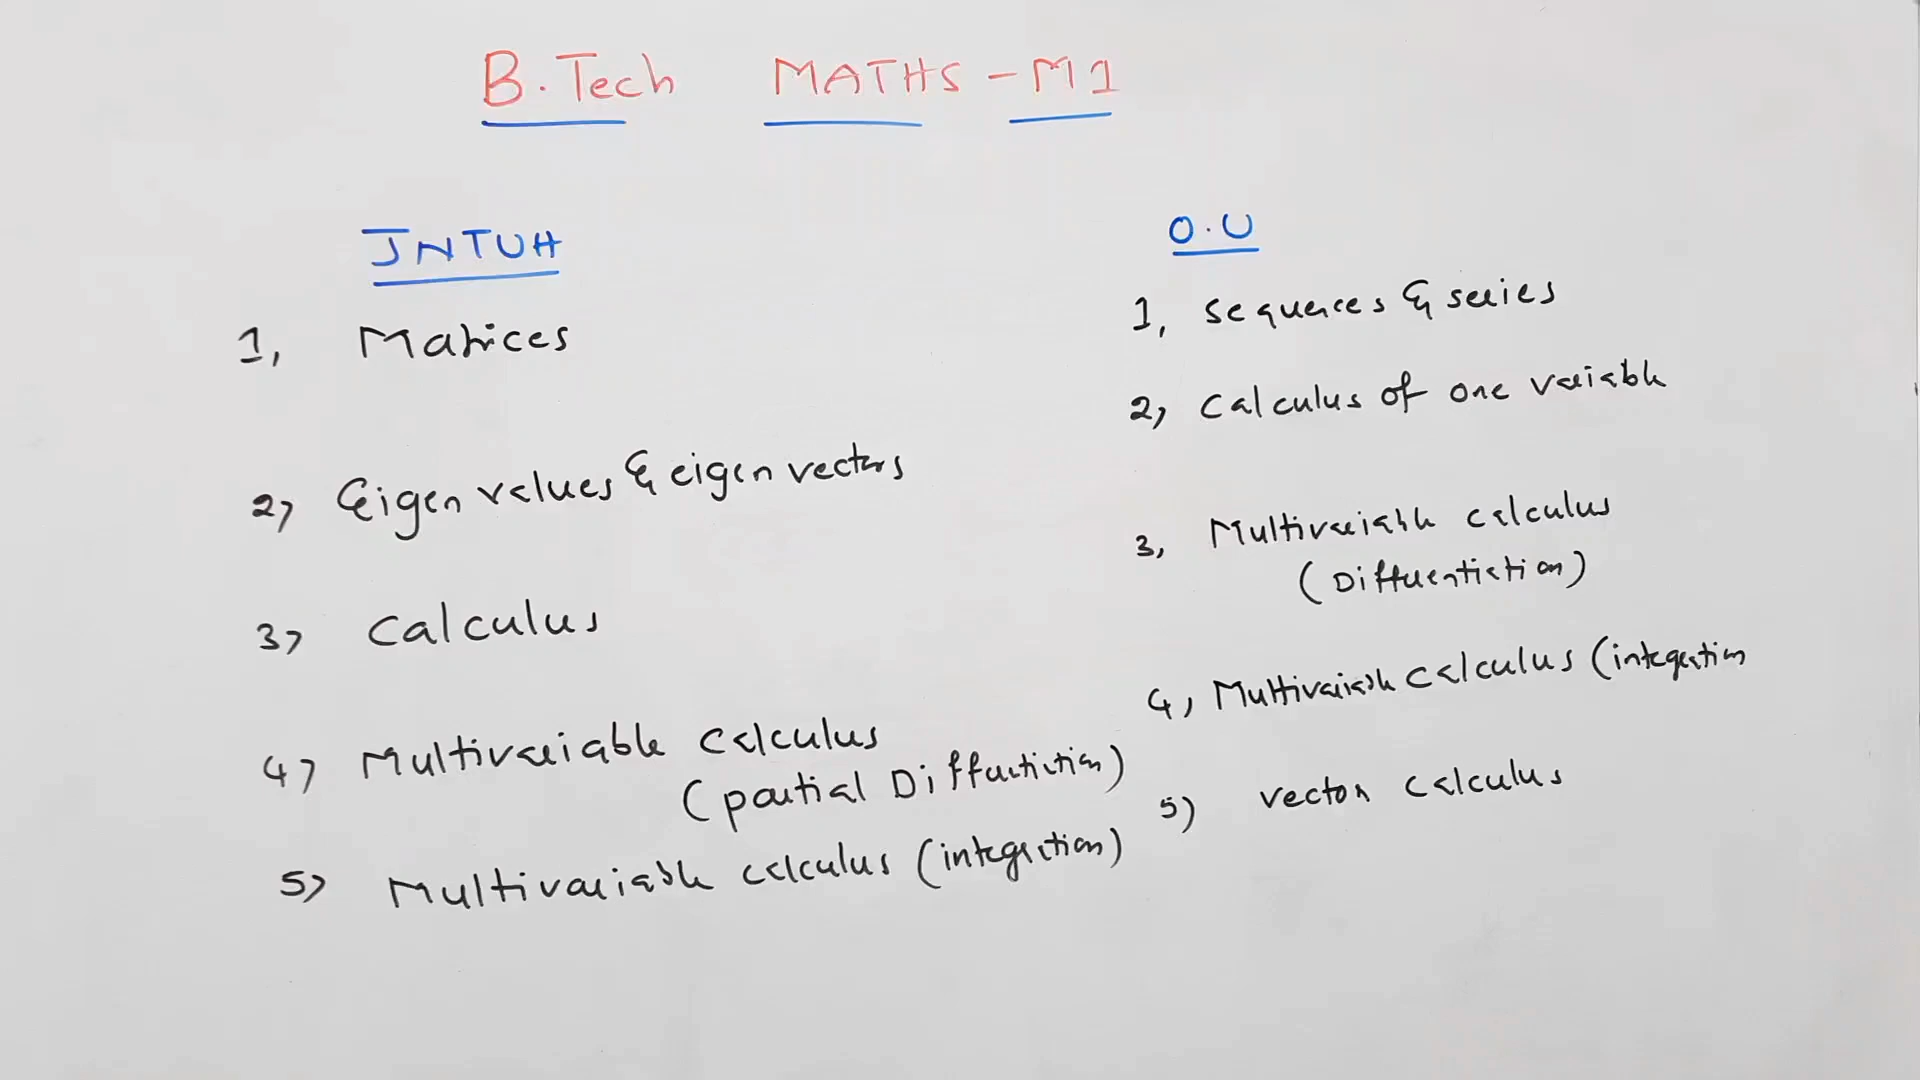 B.Tech MATHS - M1
JNTUH
1, Matrices
2) Eigen values & eigen vectors
3) Calculus
4) Multivariable calculus
(partial Differentiation)
5) Multivariable calculus (integration)
O.U
1, Sequences & series
2, Calculus of one variable
3, Multivariable calculus
(Differentiation)
4, Multivariable calculus (integration
5) vector calculus